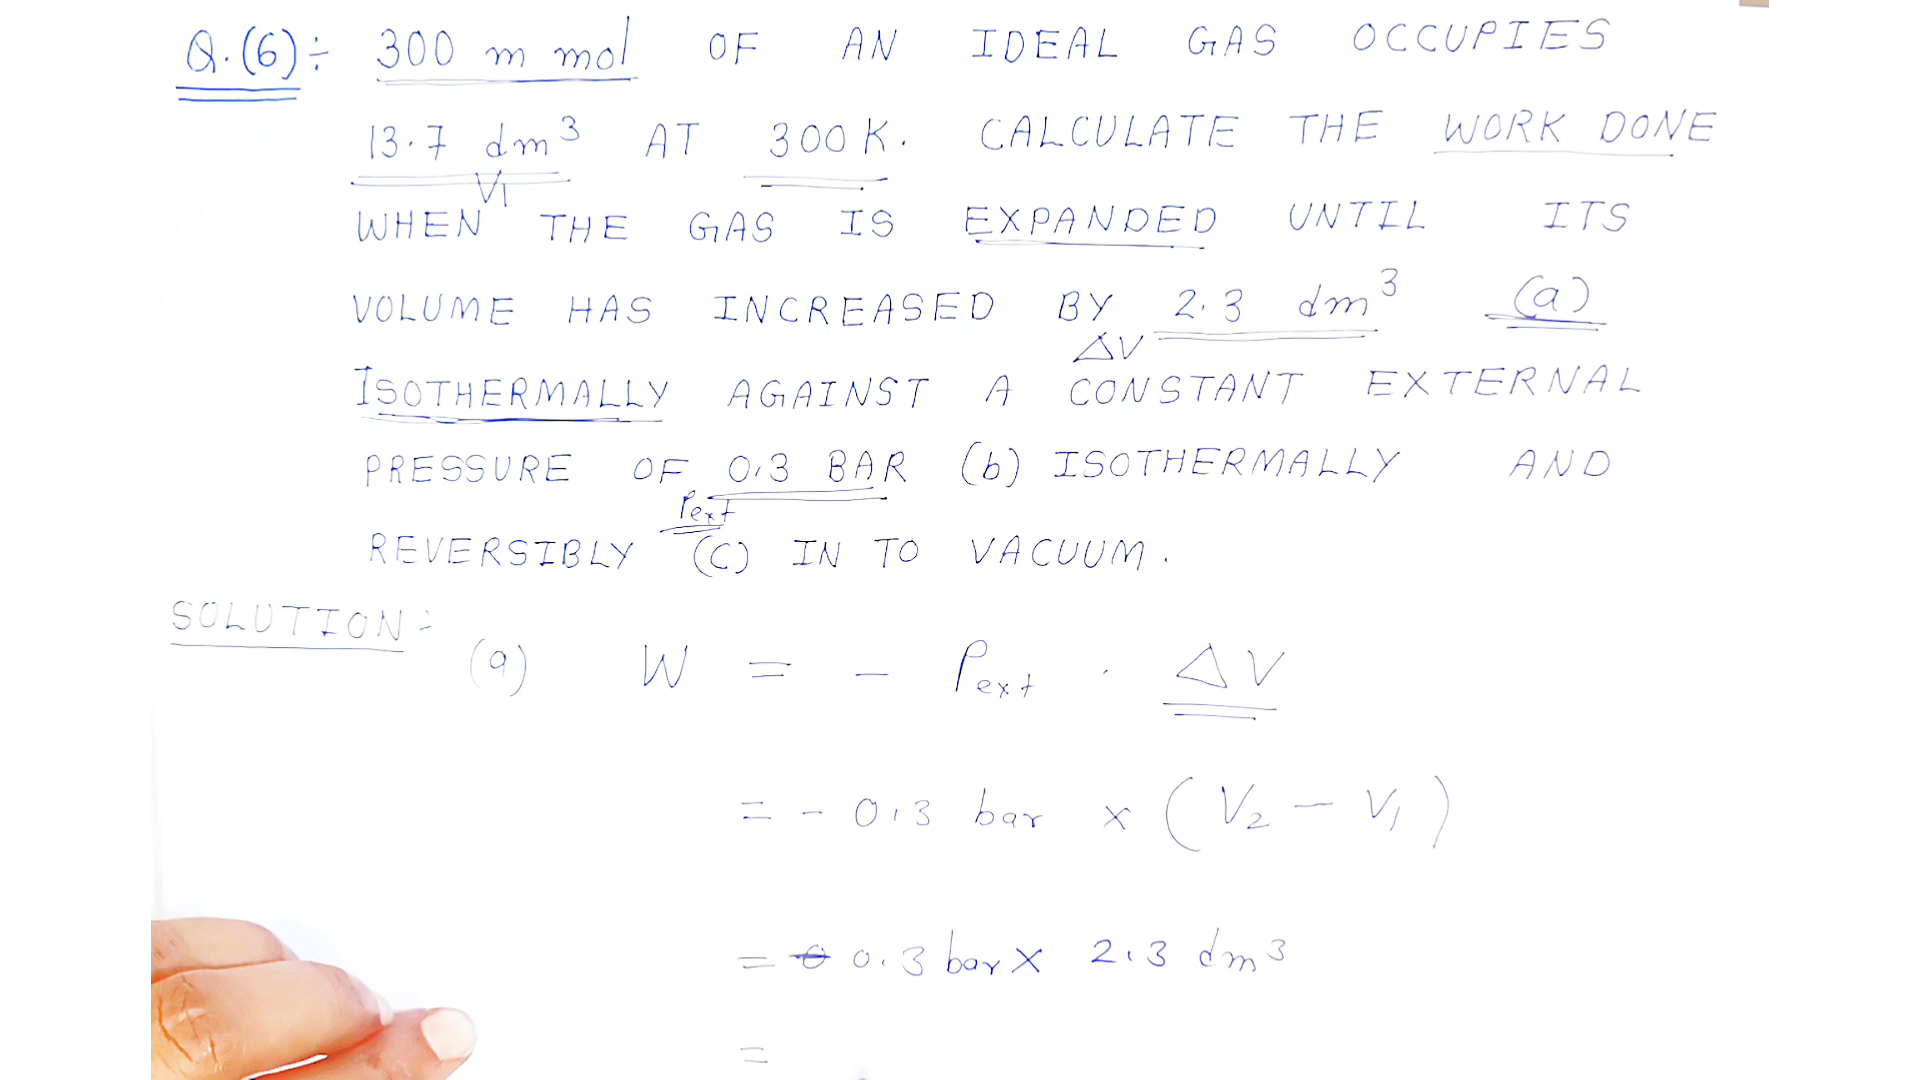 Q.(6):- 300 m mol OF AN IDEAL GAS OCCUPIES
13.7 dm³ AT 300 K. CALCULATE THE WORK DONE
V₁
WHEN THE GAS IS EXPANDED UNTIL ITS
VOLUME HAS INCREASED BY 2.3 dm³ (a)
ΔV
ISOTHERMALLY AGAINST A CONSTANT EXTERNAL
PRESSURE OF 0.3 BAR (b) ISOTHERMALLY AND
Pext
REVERSIBLY (C) IN TO VACUUM.
SOLUTION:-
(a) W = - Pext . ΔV
= - 0.3 bar × (V₂ - V₁)
= - 0.3 bar × 2.3 dm³
=